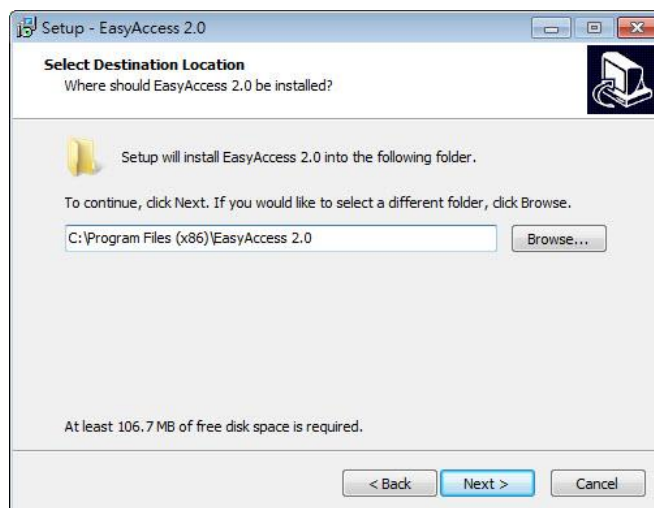 Setup - EasyAccess 2.0
Select Destination Location
Where should EasyAccess 2.0 be installed?
Setup will install EasyAccess 2.0 into the following folder.
To continue, click Next. If you would like to select a different folder, click Browse.
C:\Program Files (x86)\EasyAccess 2.0
Browse...
At least 106.7 MB of free disk space is required.
< Back
Next >
Cancel